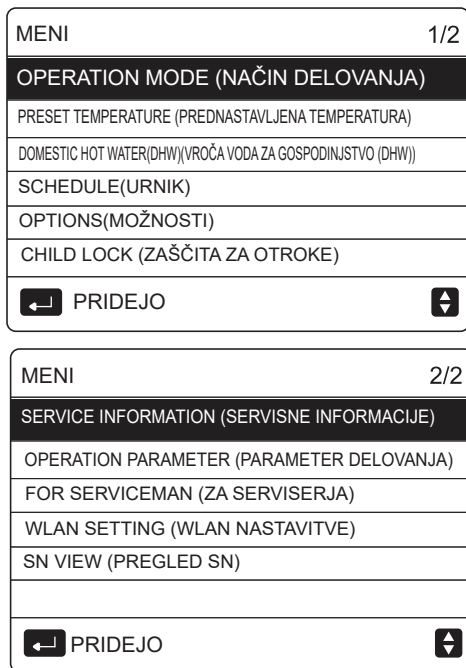 MENI 1/2
OPERATION MODE (NAČIN DELOVANJA)
PRESET TEMPERATURE (PREDNASTAVLJENA TEMPERATURA)
DOMESTIC HOT WATER(DHW)(VROČA VODA ZA GOSPODINJSTVO (DHW))
SCHEDULE(URNIK)
OPTIONS(MOŽNOSTI)
CHILD LOCK (ZAŠČITA ZA OTROKE)
PRIDEJO
MENI 2/2
SERVICE INFORMATION (SERVISNE INFORMACIJE)
OPERATION PARAMETER (PARAMETER DELOVANJA)
FOR SERVICEMAN (ZA SERVISERJA)
WLAN SETTING (WLAN NASTAVITVE)
SN VIEW (PREGLED SN)
PRIDEJO